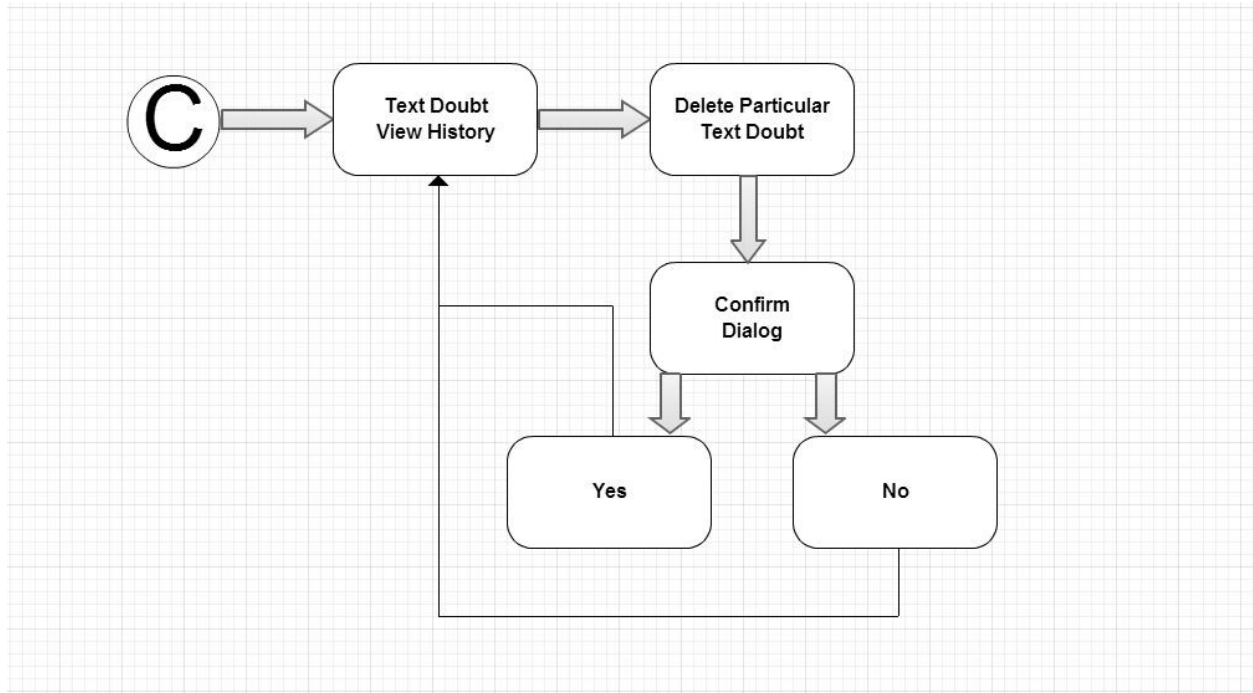 C
Text Doubt
View History
Delete Particular
Text Doubt
Confirm
Dialog
Yes
No